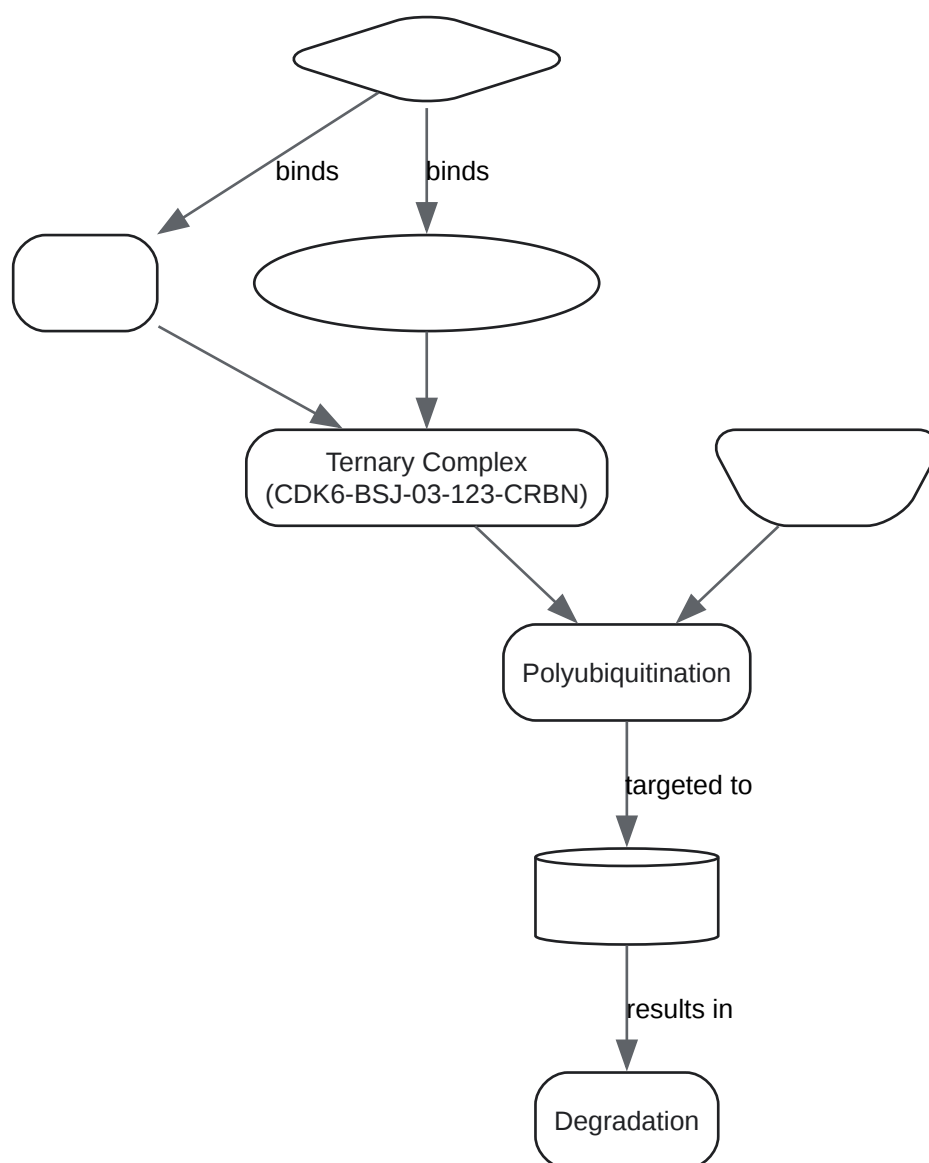 binds
binds
Ternary Complex
(CDK6-BSJ-03-123-CRBN)
Polyubiquitination
targeted to
results in
Degradation